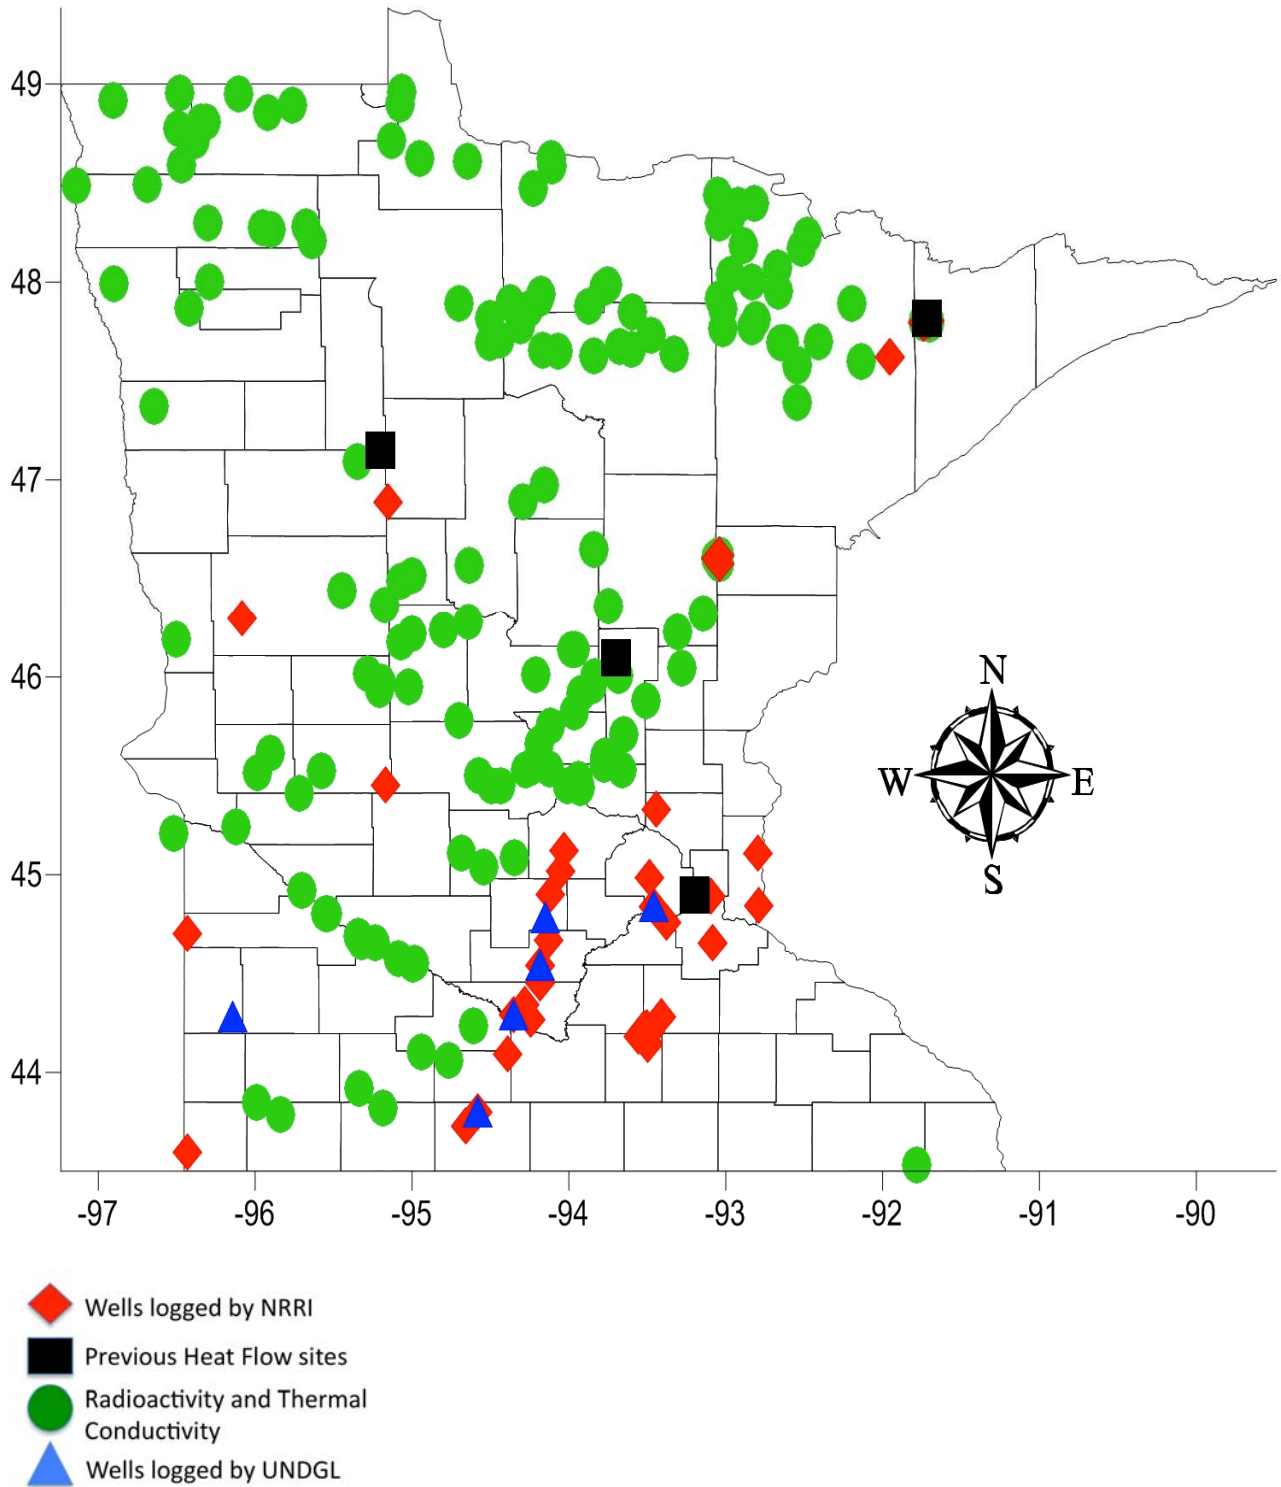 49
48
47
46
45
44
N
W E
S
-97 -96 -95 -94 -93 -92 -91 -90
Wells logged by NRRI
Previous Heat Flow sites
Radioactivity and Thermal
Conductivity
Wells logged by UNDGL